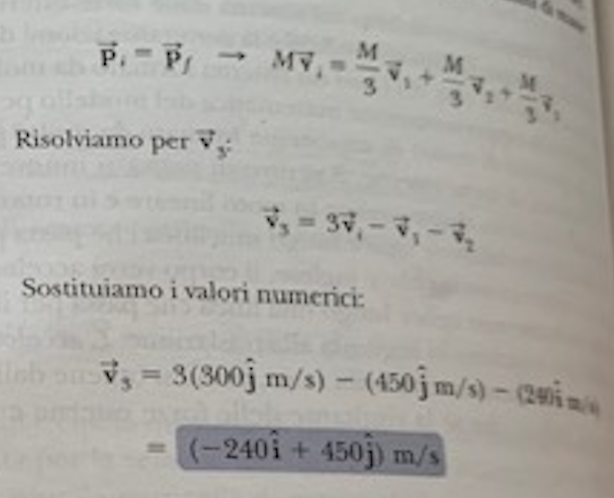 p⃗ᵢ = p⃗_f → Mv⃗ᵢ = M/3 v⃗₁ + M/3 v⃗₂ + M/3 v⃗₃
Risolviamo per v⃗₃:
v⃗₃ = 3v⃗ᵢ − v⃗₁ − v⃗₂
Sostituiamo i valori numerici:
v⃗₃ = 3(300ĵ m/s) − (450ĵ m/s) − (240î m/s)
= (−240î + 450ĵ) m/s